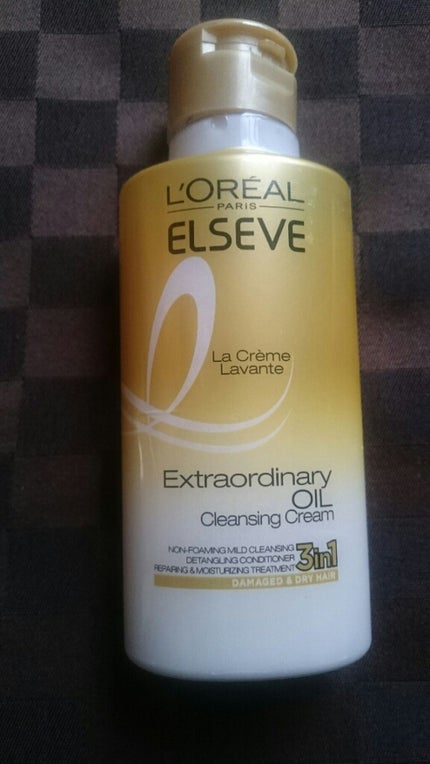 L'ORÉAL
PARIS
ELSEVE
La Crème
Lavante
Extraordinary
OIL
Cleansing Cream
NON-FOAMING MILD CLEANSING
DETANGLING CONDITIONER
REPAIRING & MOISTURIZING TREATMENT
3in1
DAMAGED & DRY HAIR